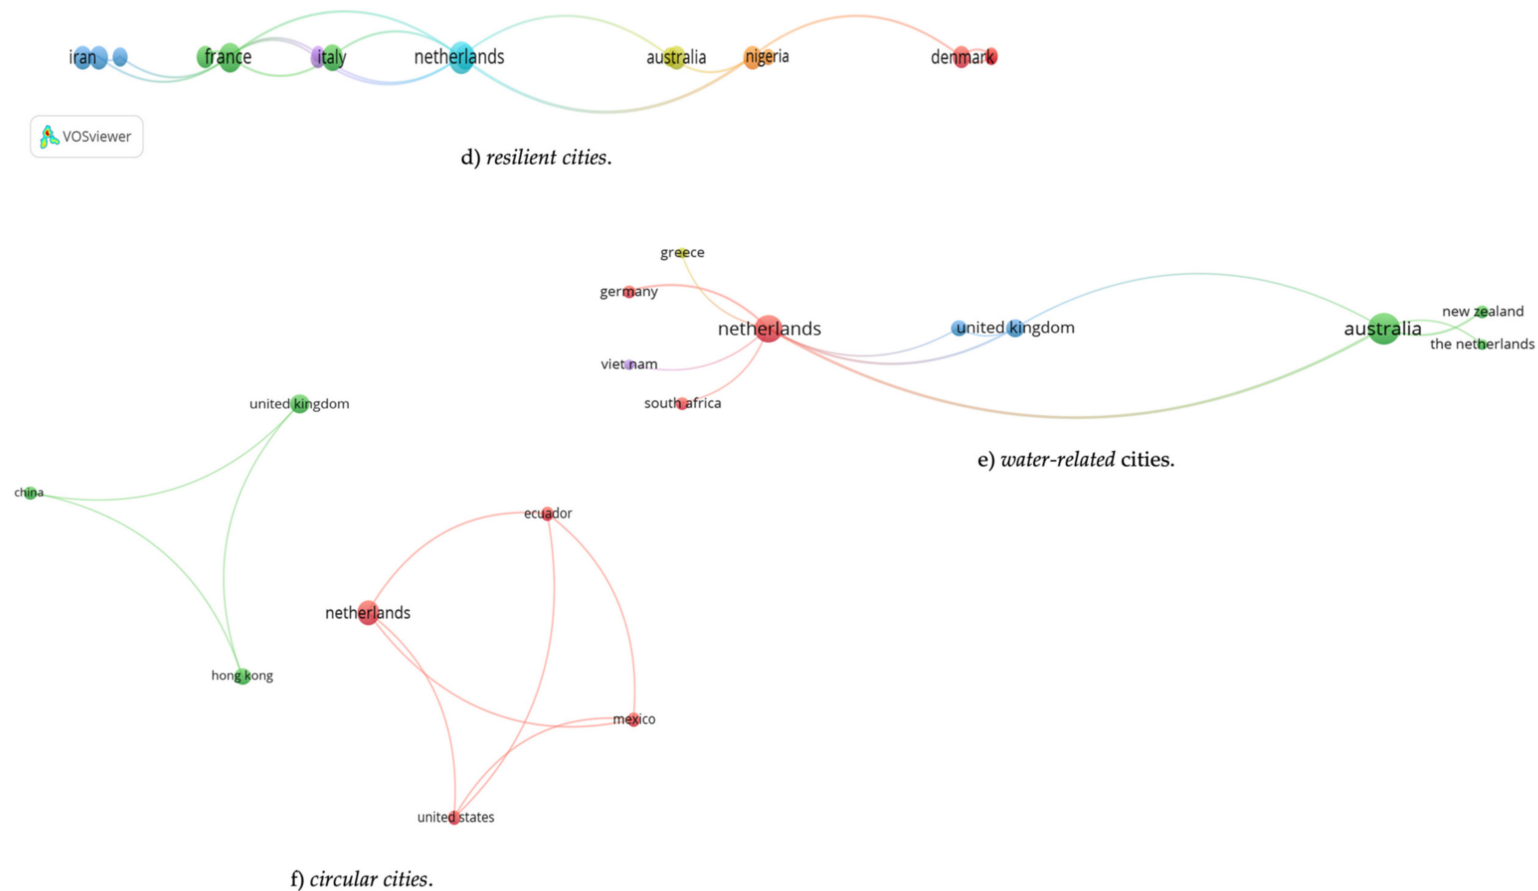 iran france italy netherlands australia nigeria denmark
VOSviewer
d) resilient cities.
greece
germany
netherlands united kingdom australia
new zealand
the netherlands
viet nam
south africa
e) water-related cities.
united kingdom
china
hong kong
ecuador
netherlands
mexico
united states
f) circular cities.